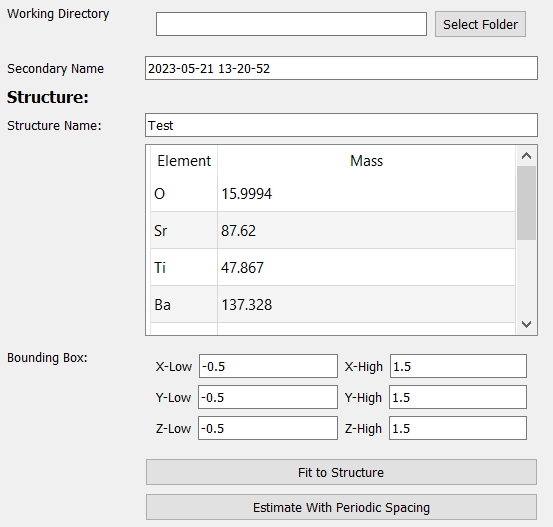 Working Directory
Select Folder
Secondary Name 2023-05-21 13-20-52
Structure:
Structure Name: Test
Element Mass
O 15.9994
Sr 87.62
Ti 47.867
Ba 137.328
Bounding Box:
X-Low -0.5 X-High 1.5
Y-Low -0.5 Y-High 1.5
Z-Low -0.5 Z-High 1.5
Fit to Structure
Estimate With Periodic Spacing